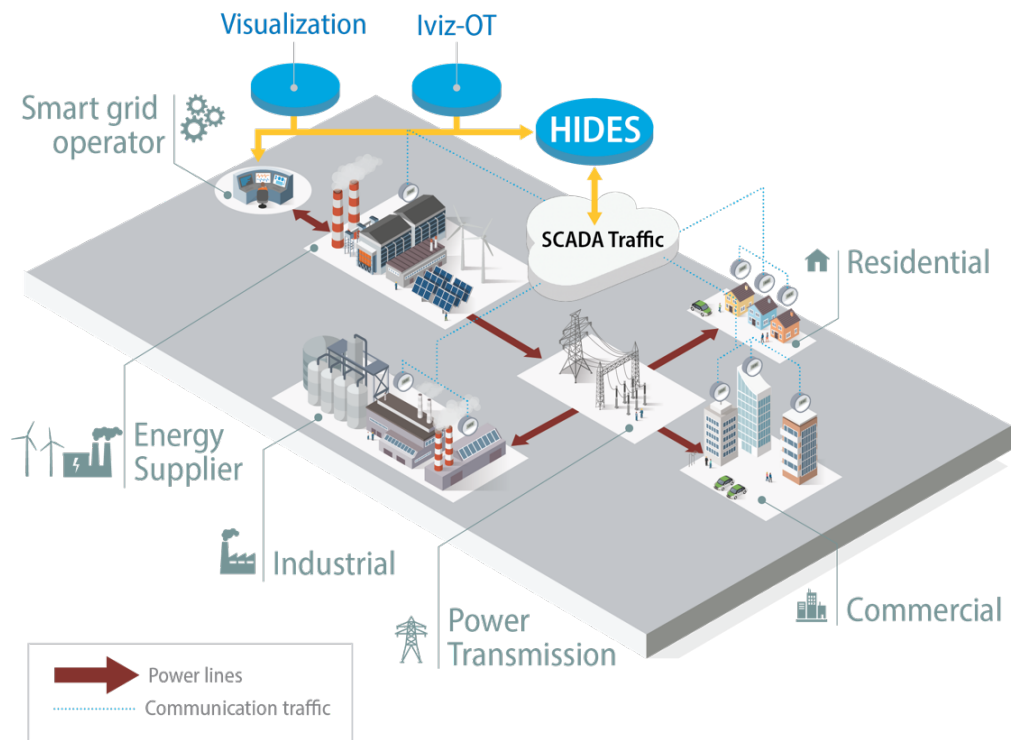 Visualization
Iviz-OT
Smart grid
operator
HIDES
SCADA Traffic
Residential
Energy
Supplier
Industrial
Power
Transmission
Commercial
Power lines
Communication traffic